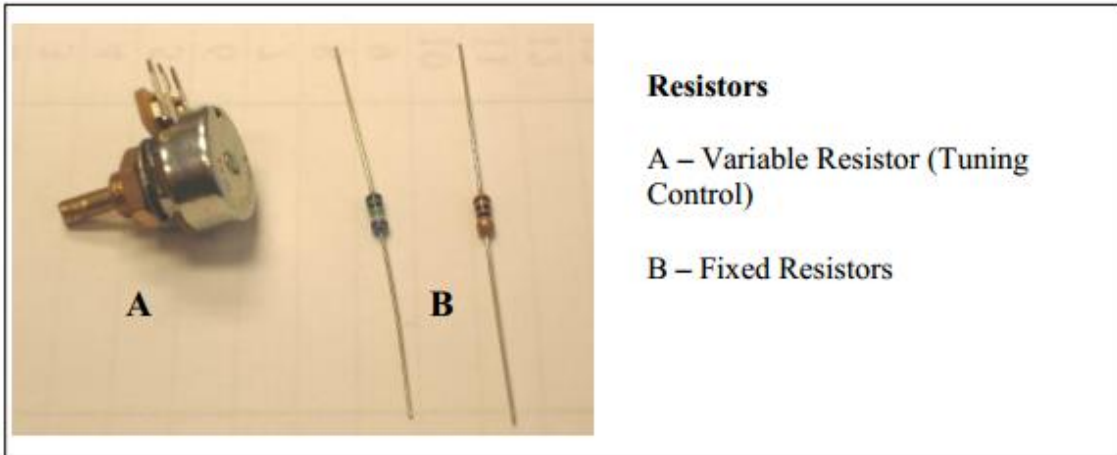 Resistors
A – Variable Resistor (Tuning
Control)
B – Fixed Resistors
A
B